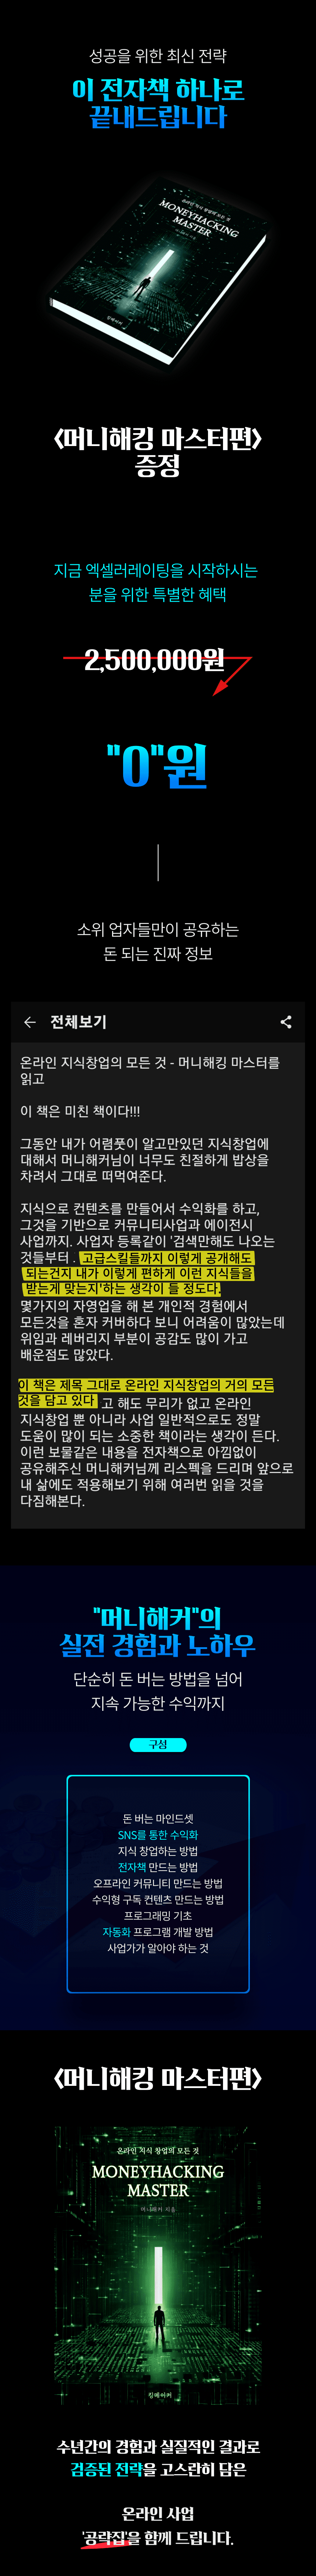 성공을 위한 최신 전략
이 전자책 하나로
끝내드립니다
온라인 지식 창업의 모든 것
MONEYHACKING
MASTER
머니해커 지음
킹메이커
<머니해킹 마스터편>
증정
지금 엑셀러레이팅을 시작하시는
분을 위한 특별한 혜택
2,500,000원
"0"원
소위 업자들만이 공유하는
돈 되는 진짜 정보
전체보기
온라인 지식창업의 모든 것 - 머니해킹 마스터를
읽고
이 책은 미친 책이다!!!
그동안 내가 어렴풋이 알고만있던 지식창업에
대해서 머니해커님이 너무도 친절하게 밥상을
차려서 그대로 떠먹여준다.
지식으로 컨텐츠를 만들어서 수익화를 하고,
그것을 기반으로 커뮤니티사업과 에이전시
사업까지. 사업자 등록같이 '검색만해도 나오는
것들부터 . 고급스킬들까지 이렇게 공개해도
되는건지 내가 이렇게 편하게 이런 지식들을
받는게 맞는지'하는 생각이 들 정도다.
몇가지의 자영업을 해 본 개인적 경험에서
모든것을 혼자 커버하다 보니 어려움이 많았는데
위임과 레버리지 부분이 공감도 많이 가고
배운점도 많았다.
이 책은 제목 그대로 온라인 지식창업의 거의 모든
것을 담고 있다 고 해도 무리가 없고 온라인
지식창업 뿐 아니라 사업 일반적으로도 정말
도움이 많이 되는 소중한 책이라는 생각이 든다.
이런 보물같은 내용을 전자책으로 아낌없이
공유해주신 머니해커님께 리스펙을 드리며 앞으로
내 삶에도 적용해보기 위해 여러번 읽을 것을
다짐해본다.
"머니해커"의
실전 경험과 노하우
단순히 돈 버는 방법을 넘어
지속 가능한 수익까지
구성
돈 버는 마인드셋
SNS를 통한 수익화
지식 창업하는 방법
전자책 만드는 방법
오프라인 커뮤니티 만드는 방법
수익형 구독 컨텐츠 만드는 방법
프로그래밍 기초
자동화 프로그램 개발 방법
사업가가 알아야 하는 것
<머니해킹 마스터편>
온라인 지식 창업의 모든 것
MONEYHACKING
MASTER
머니해커 지음
킹메이커
수년간의 경험과 실질적인 결과로
검증된 전략을 고스란히 담은
온라인 사업
'공략집'을 함께 드립니다.